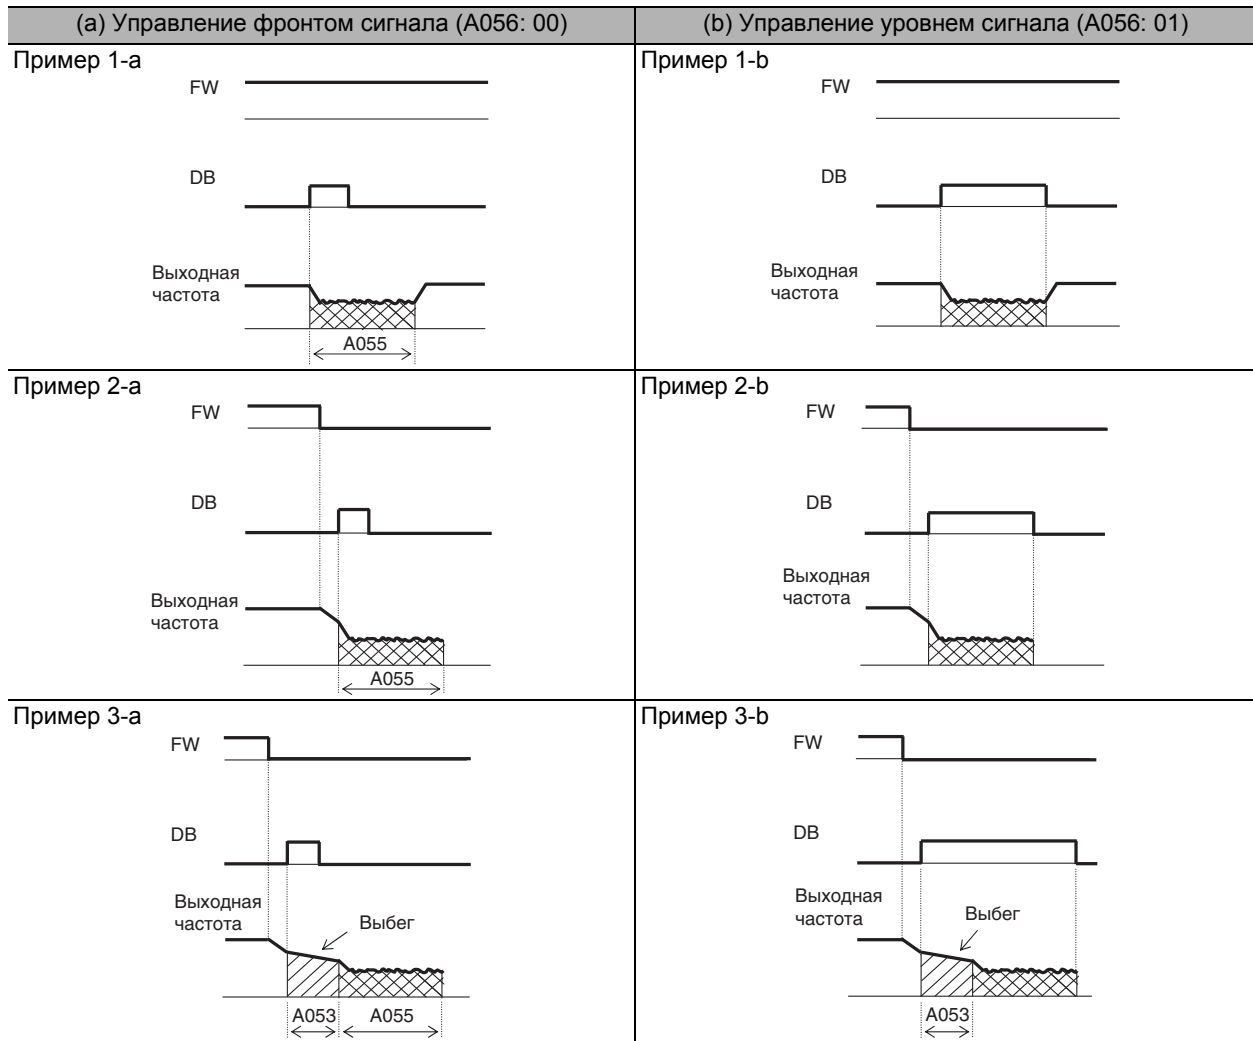 (a) Управление фронтом сигнала (A056: 00)
(b) Управление уровнем сигнала (A056: 01)
Пример 1-a
FW
DB
Выходная
частота
A055
Пример 1-b
FW
DB
Выходная
частота
Пример 2-a
FW
DB
Выходная
частота
A055
Пример 2-b
FW
DB
Выходная
частота
Пример 3-a
FW
DB
Выходная
частота
Выбег
A053
A055
Пример 3-b
FW
DB
Выходная
частота
Выбег
A053